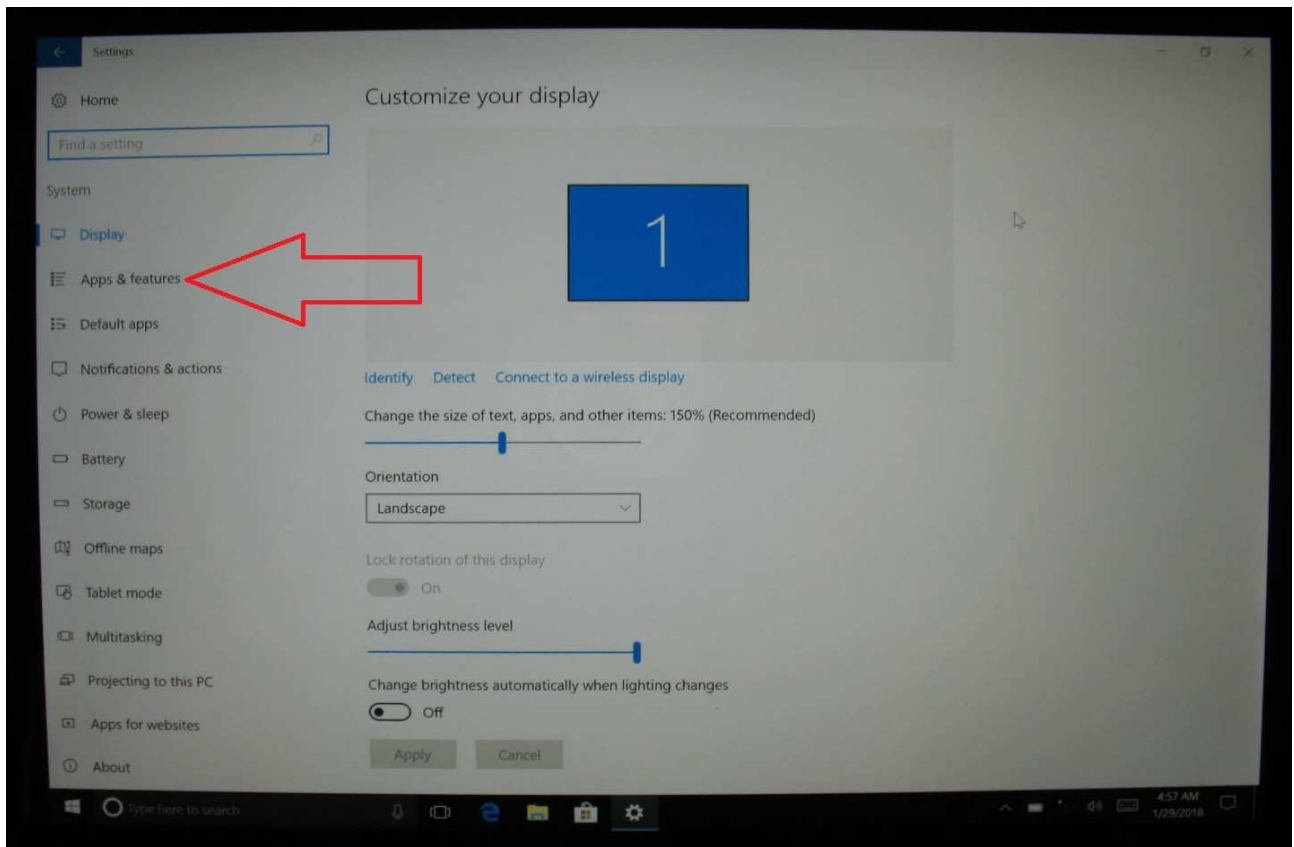 Settings
Home
Find a setting
System
Display
Apps & features
Default apps
Notifications & actions
Power & sleep
Battery
Storage
Offline maps
Tablet mode
Multitasking
Projecting to this PC
Apps for websites
About
Customize your display
1
Identify Detect Connect to a wireless display
Change the size of text, apps, and other items: 150% (Recommended)
Orientation
Landscape
Lock rotation of this display
On
Adjust brightness level
Change brightness automatically when lighting changes
Off
Apply Cancel
Type here to search
4:57 AM
1/29/2018